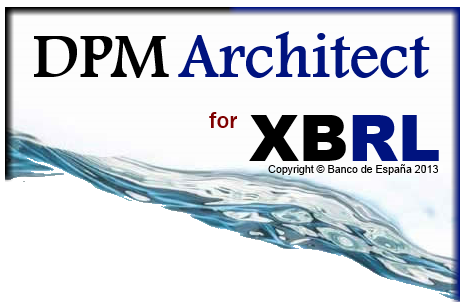 DPM Architect
for XBRL
Copyright © Banco de España 2013